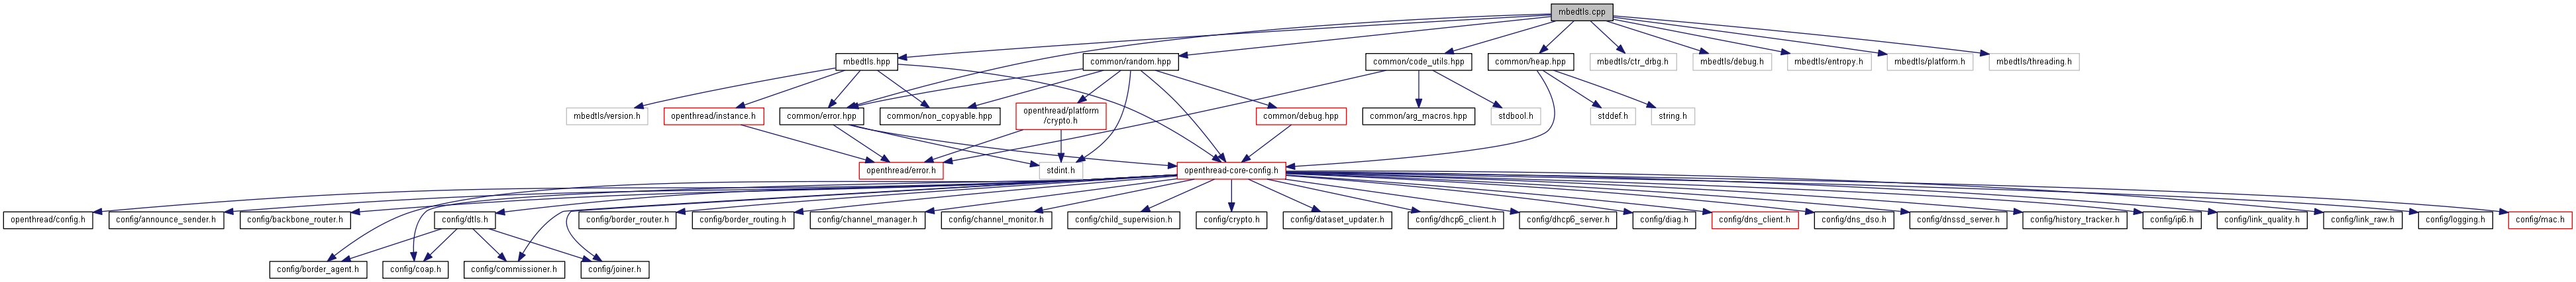 mbedtls.cpp
mbedtls.hpp
common/random.hpp
common/code_utils.hpp
common/heap.hpp
mbedtls/ctr_drbg.h
mbedtls/debug.h
mbedtls/entropy.h
mbedtls/platform.h
mbedtls/threading.h
mbedtls/version.h
openthread/instance.h
common/error.hpp
common/non_copyable.hpp
openthread/platform
/crypto.h
common/debug.hpp
common/arg_macros.hpp
stdbool.h
stddef.h
string.h
openthread/error.h
stdint.h
openthread-core-config.h
openthread/config.h
config/announce_sender.h
config/backbone_router.h
config/dtls.h
config/border_router.h
config/border_routing.h
config/channel_manager.h
config/channel_monitor.h
config/child_supervision.h
config/crypto.h
config/dataset_updater.h
config/dhcp6_client.h
config/dhcp6_server.h
config/diag.h
config/dns_client.h
config/dns_dso.h
config/dnssd_server.h
config/history_tracker.h
config/ip6.h
config/link_quality.h
config/link_raw.h
config/logging.h
config/mac.h
config/border_agent.h
config/coap.h
config/commissioner.h
config/joiner.h